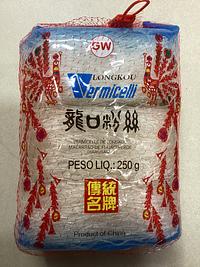 GW
LONGKOU
Vermicelli
龍口粉絲
PESO LIQ.: 250 g
傳統
名牌
Product of China